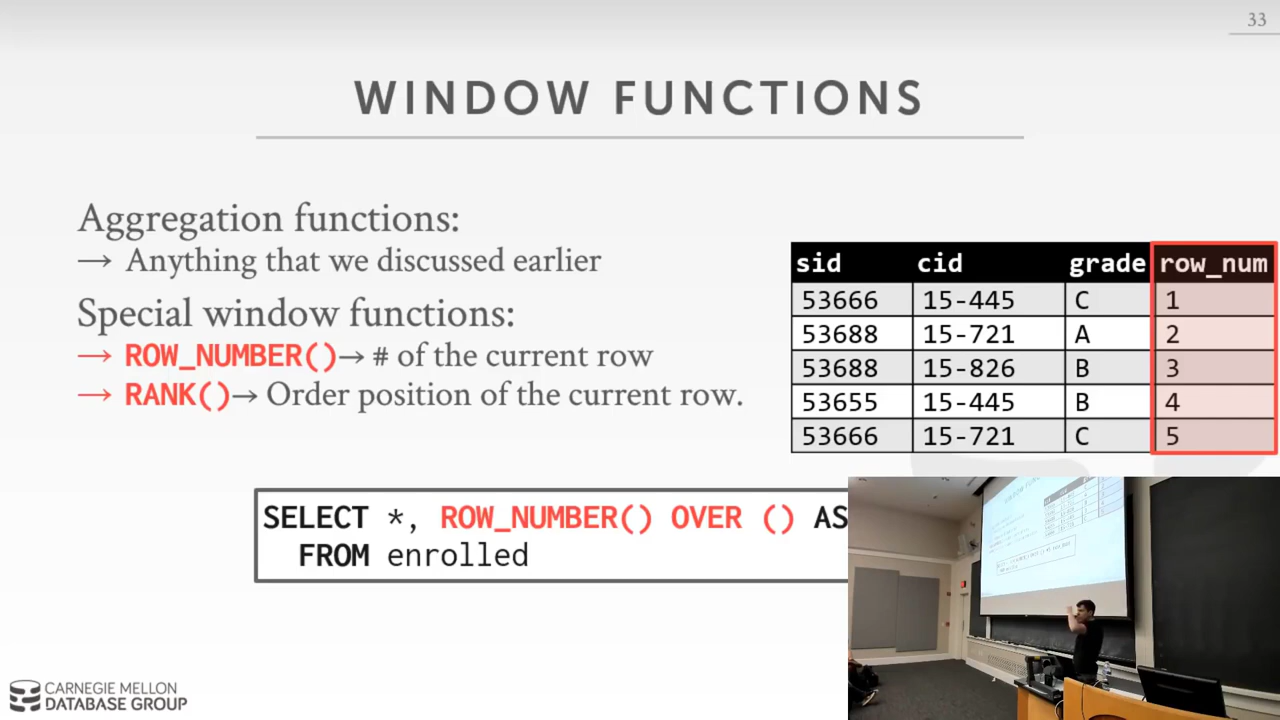 33
WINDOW FUNCTIONS
Aggregation functions:
→ Anything that we discussed earlier
Special window functions:
→ ROW_NUMBER()→ # of the current row
→ RANK()→ Order position of the current row.
sid cid grade row_num
53666 15-445 C 1
53688 15-721 A 2
53688 15-826 B 3
53655 15-445 B 4
53666 15-721 C 5
SELECT *, ROW_NUMBER() OVER () AS
FROM enrolled
CARNEGIE MELLON
DATABASE GROUP